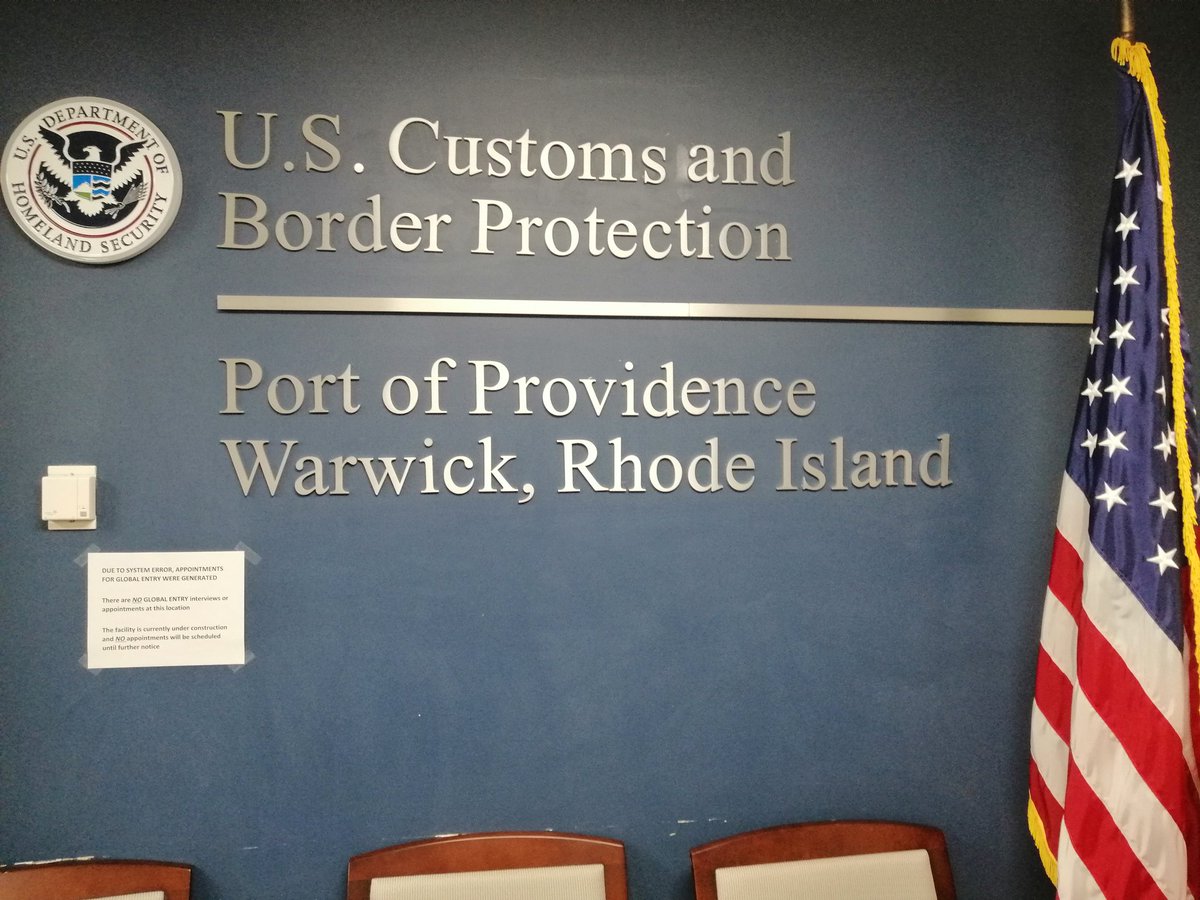 U.S. DEPARTMENT OF
HOMELAND SECURITY
U.S. Customs and
Border Protection
Port of Providence
Warwick, Rhode Island
DUE TO SYSTEM ERROR, APPOINTMENTS
FOR GLOBAL ENTRY WERE GENERATED
There are NO GLOBAL ENTRY interviews or
appointments at this location
The facility is currently under construction
and NO appointments will be scheduled
until further notice